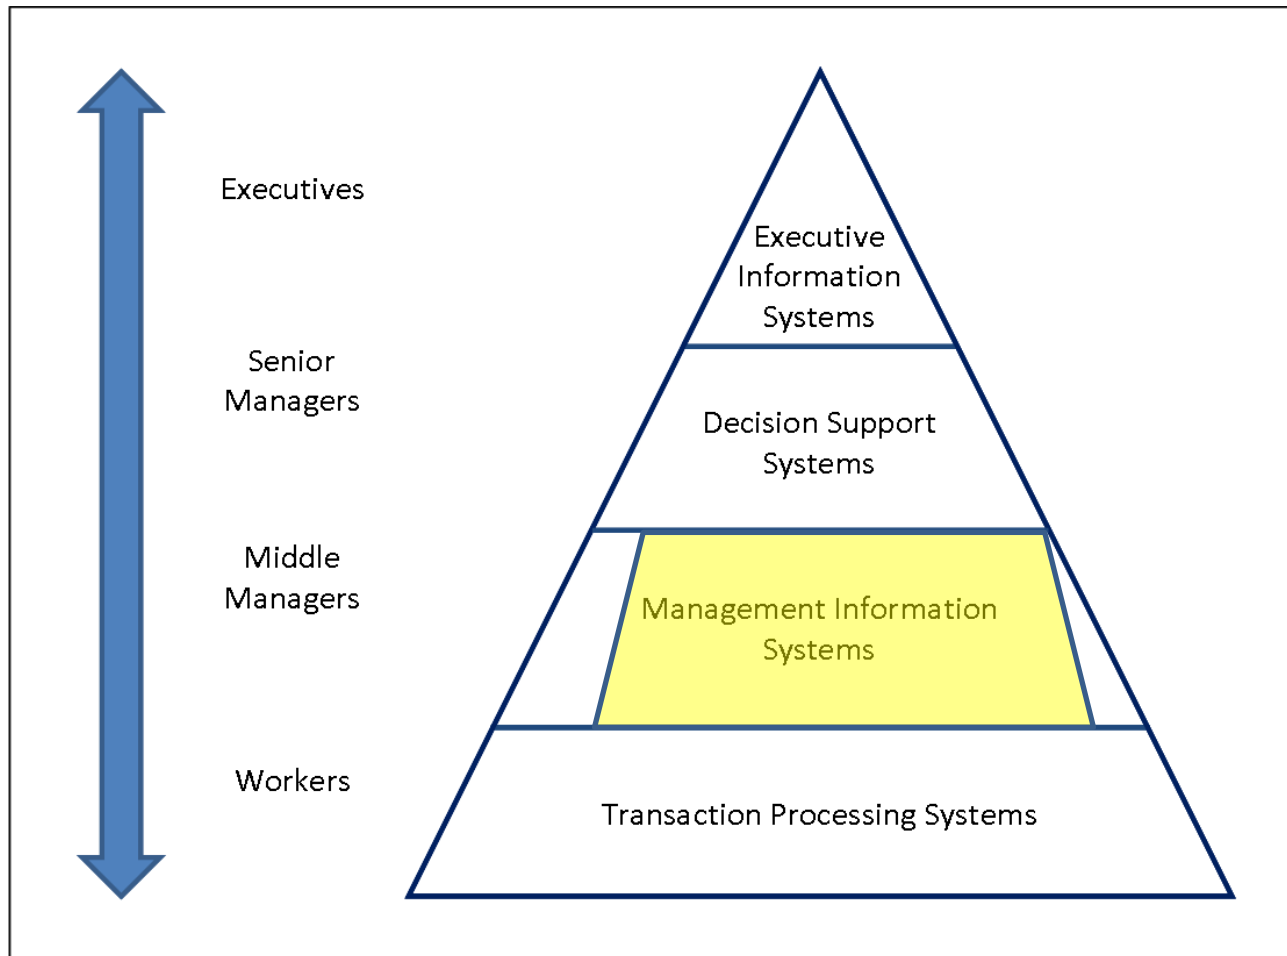 Executives
Executive
Information
Systems
Senior
Managers
Decision Support
Systems
Middle
Managers
Management Information
Systems
Workers
Transaction Processing Systems